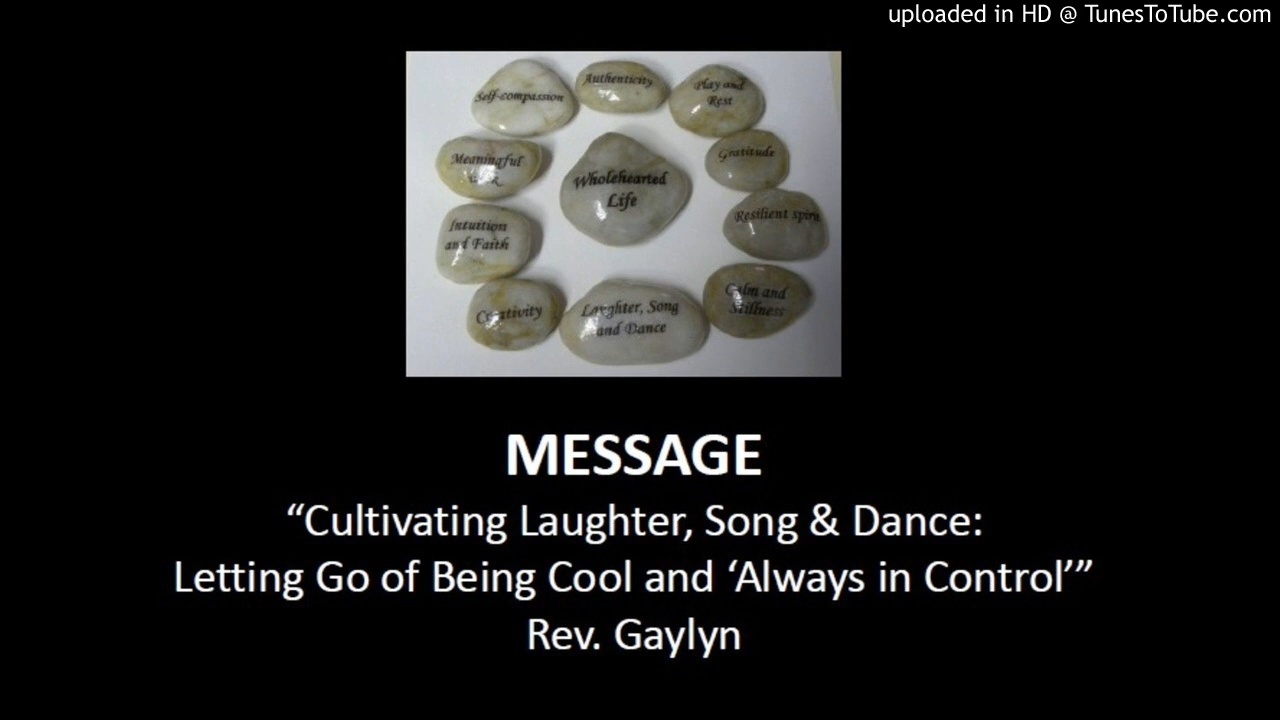 uploaded in HD @ TunesToTube.com
Self-compassion
Authenticity
Play and
Rest
Meaningful
Gratitude
Wholehearted
Life
Resilient spirit
Intuition
and Faith
Calm and
Stillness
Creativity
Laughter, Song
and Dance
MESSAGE
“Cultivating Laughter, Song & Dance:
Letting Go of Being Cool and ‘Always in Control’”
Rev. Gaylyn